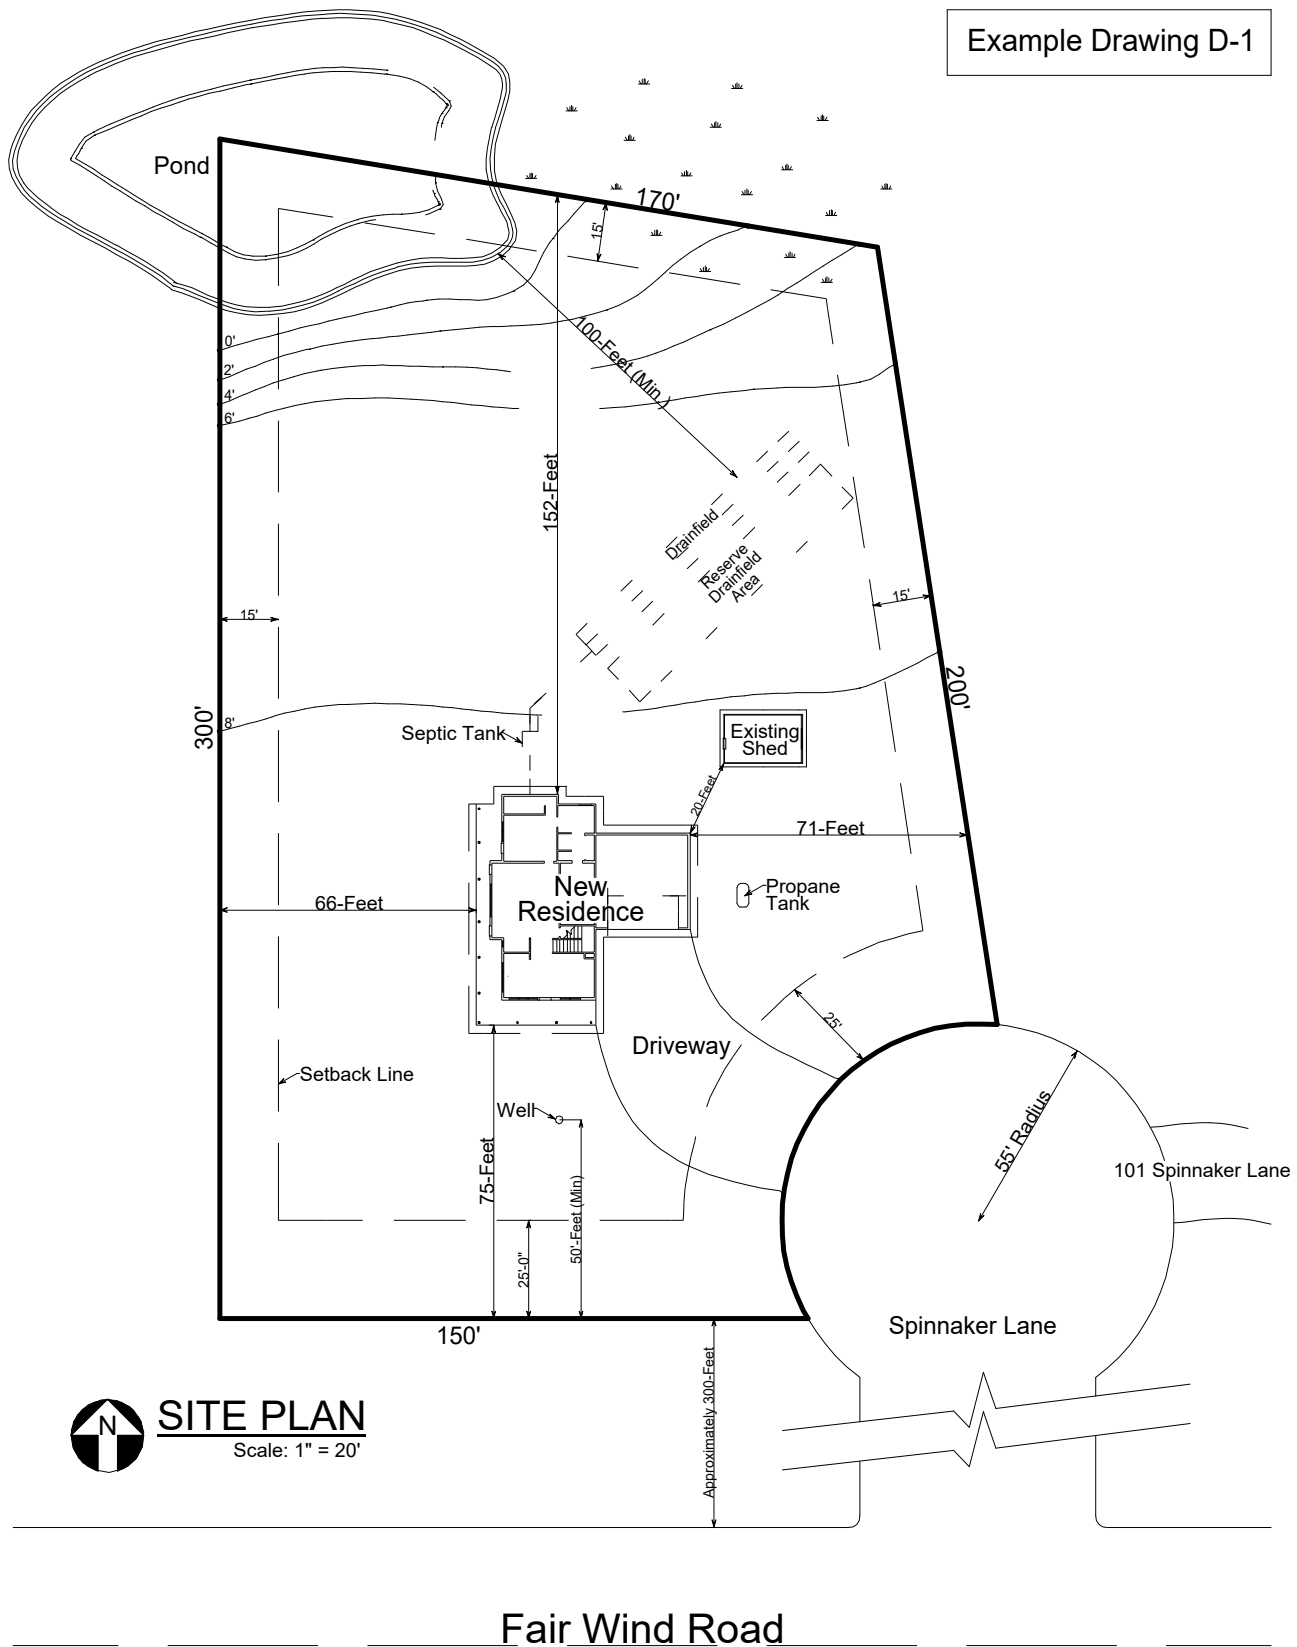 Example Drawing D-1
Pond
170'
15'
0'
2'
4'
6'
100-Feet (Min.)
152-Feet
Drainfield
Reserve
Drainfield
Area
15'
15'
200'
300'
8'
Septic Tank
Existing
Shed
20-Feet
71-Feet
New
Residence
Propane
Tank
66-Feet
25'
Driveway
Setback Line
Well
55' Radius
75-Feet
101 Spinnaker Lane
50'-Feet (Min)
25'-0"
150'
Spinnaker Lane
Approximately 300-Feet
N
SITE PLAN
Scale: 1" = 20'
Fair Wind Road